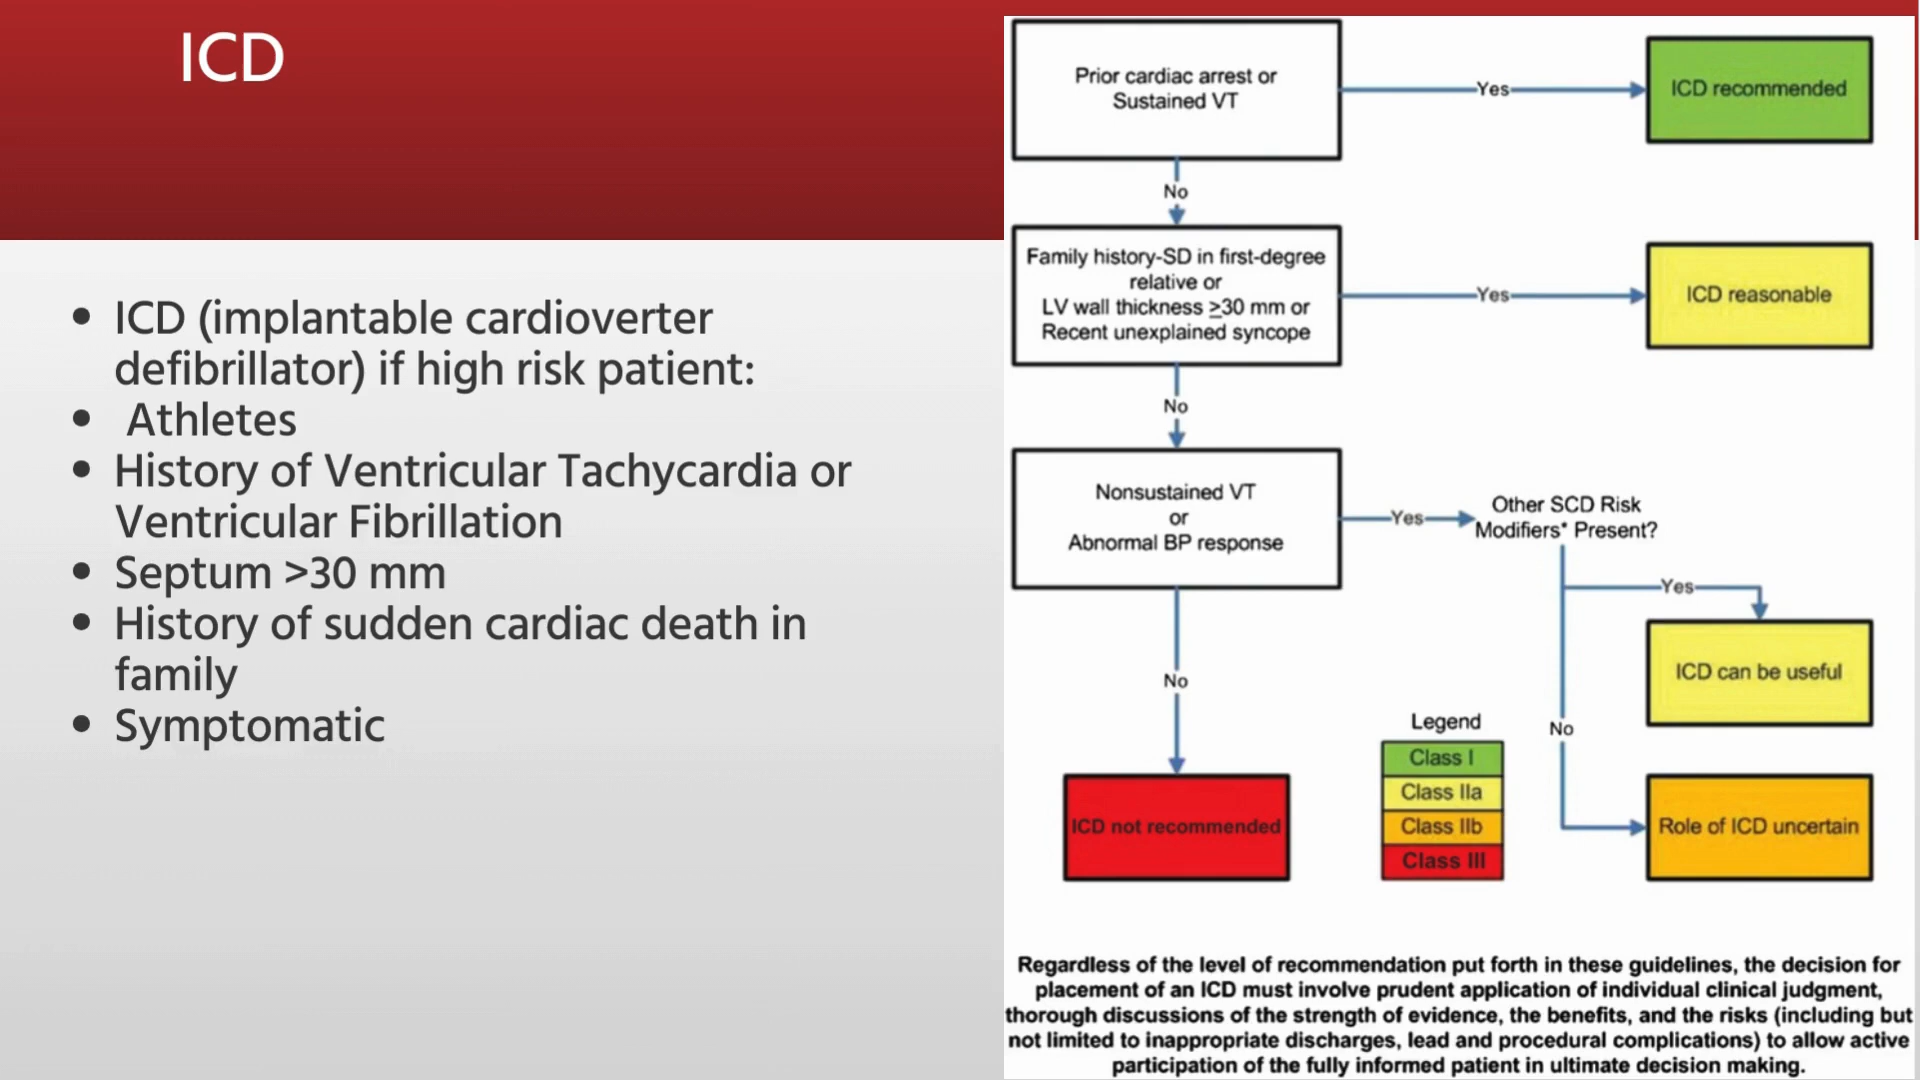 ICD
• ICD (implantable cardioverter
defibrillator) if high risk patient:
• Athletes
• History of Ventricular Tachycardia or
Ventricular Fibrillation
• Septum >30 mm
• History of sudden cardiac death in
family
• Symptomatic
Prior cardiac arrest or
Sustained VT
Yes
ICD recommended
No
Family history-SD in first-degree
relative or
LV wall thickness ≥30 mm or
Recent unexplained syncope
Yes
ICD reasonable
No
Nonsustained VT
or
Abnormal BP response
Yes
Other SCD Risk
Modifiers* Present?
Yes
ICD can be useful
No
No
Role of ICD uncertain
ICD not recommended
Legend
Class I
Class IIa
Class IIb
Class III
Regardless of the level of recommendation put forth in these guidelines, the decision for
placement of an ICD must involve prudent application of individual clinical judgment,
thorough discussions of the strength of evidence, the benefits, and the risks (including but
not limited to inappropriate discharges, lead and procedural complications) to allow active
participation of the fully informed patient in ultimate decision making.